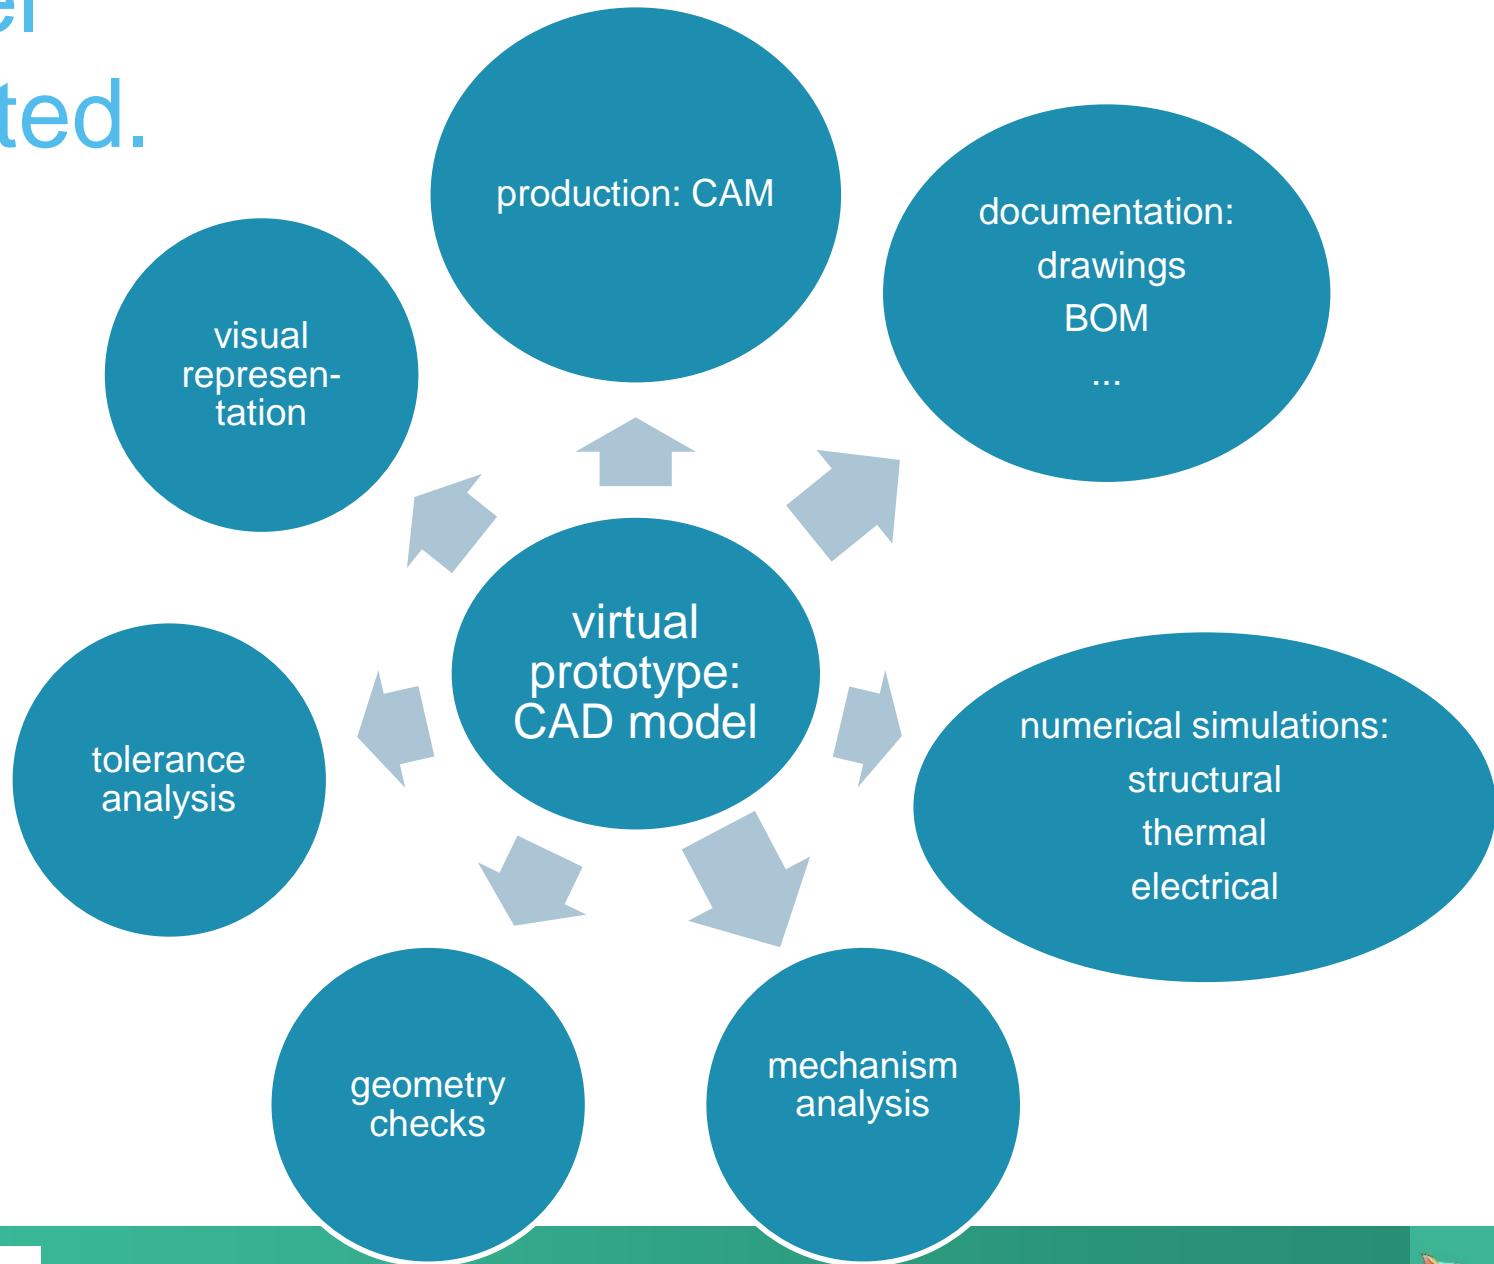 ted.
production: CAM
documentation:
drawings
BOM
...
visual
represen-
tation
virtual
prototype:
CAD model
numerical simulations:
structural
thermal
electrical
tolerance
analysis
mechanism
analysis
geometry
checks